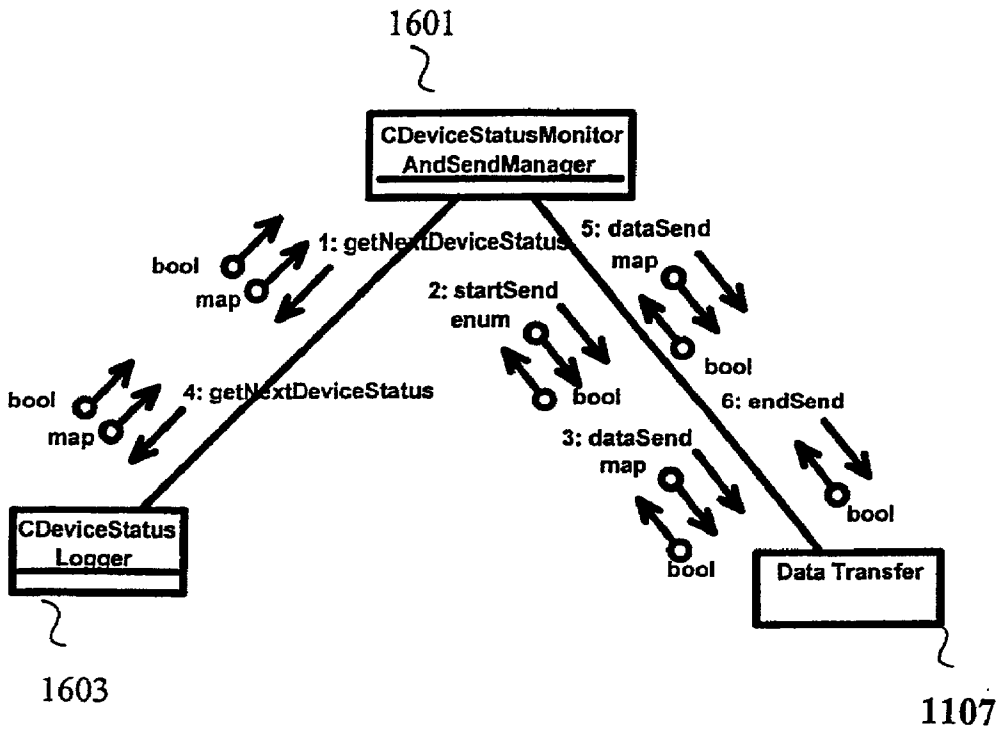 1601
CDeviceStatusMonitor
AndSendManager
5: dataSend
map
1: getNextDeviceStatus
bool
map
2: startSend
enum
bool
bool
4: getNextDeviceStatus
bool
map
6: endSend
3: dataSend
map
bool
bool
CDeviceStatus
Logger
Data Transfer
1603
1107